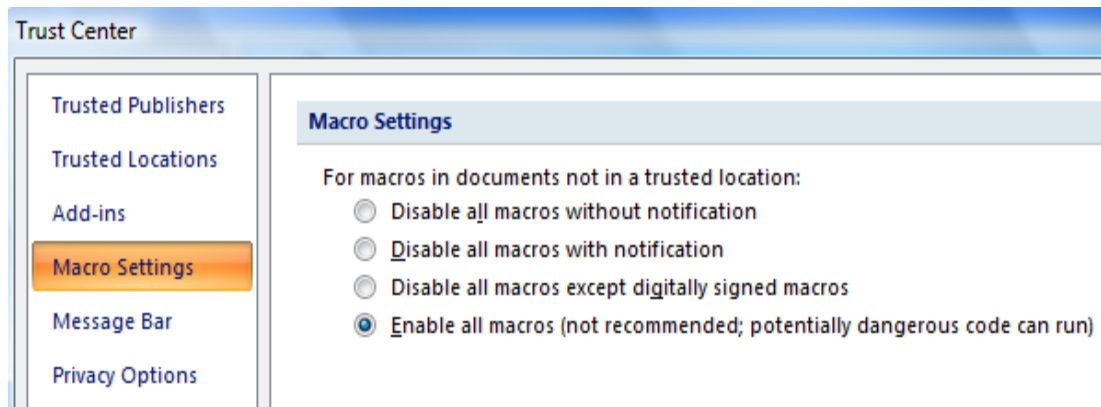 Trust Center
Trusted Publishers
Trusted Locations
Add-ins
Macro Settings
Message Bar
Privacy Options
Macro Settings
For macros in documents not in a trusted location:
Disable all macros without notification
Disable all macros with notification
Disable all macros except digitally signed macros
Enable all macros (not recommended; potentially dangerous code can run)